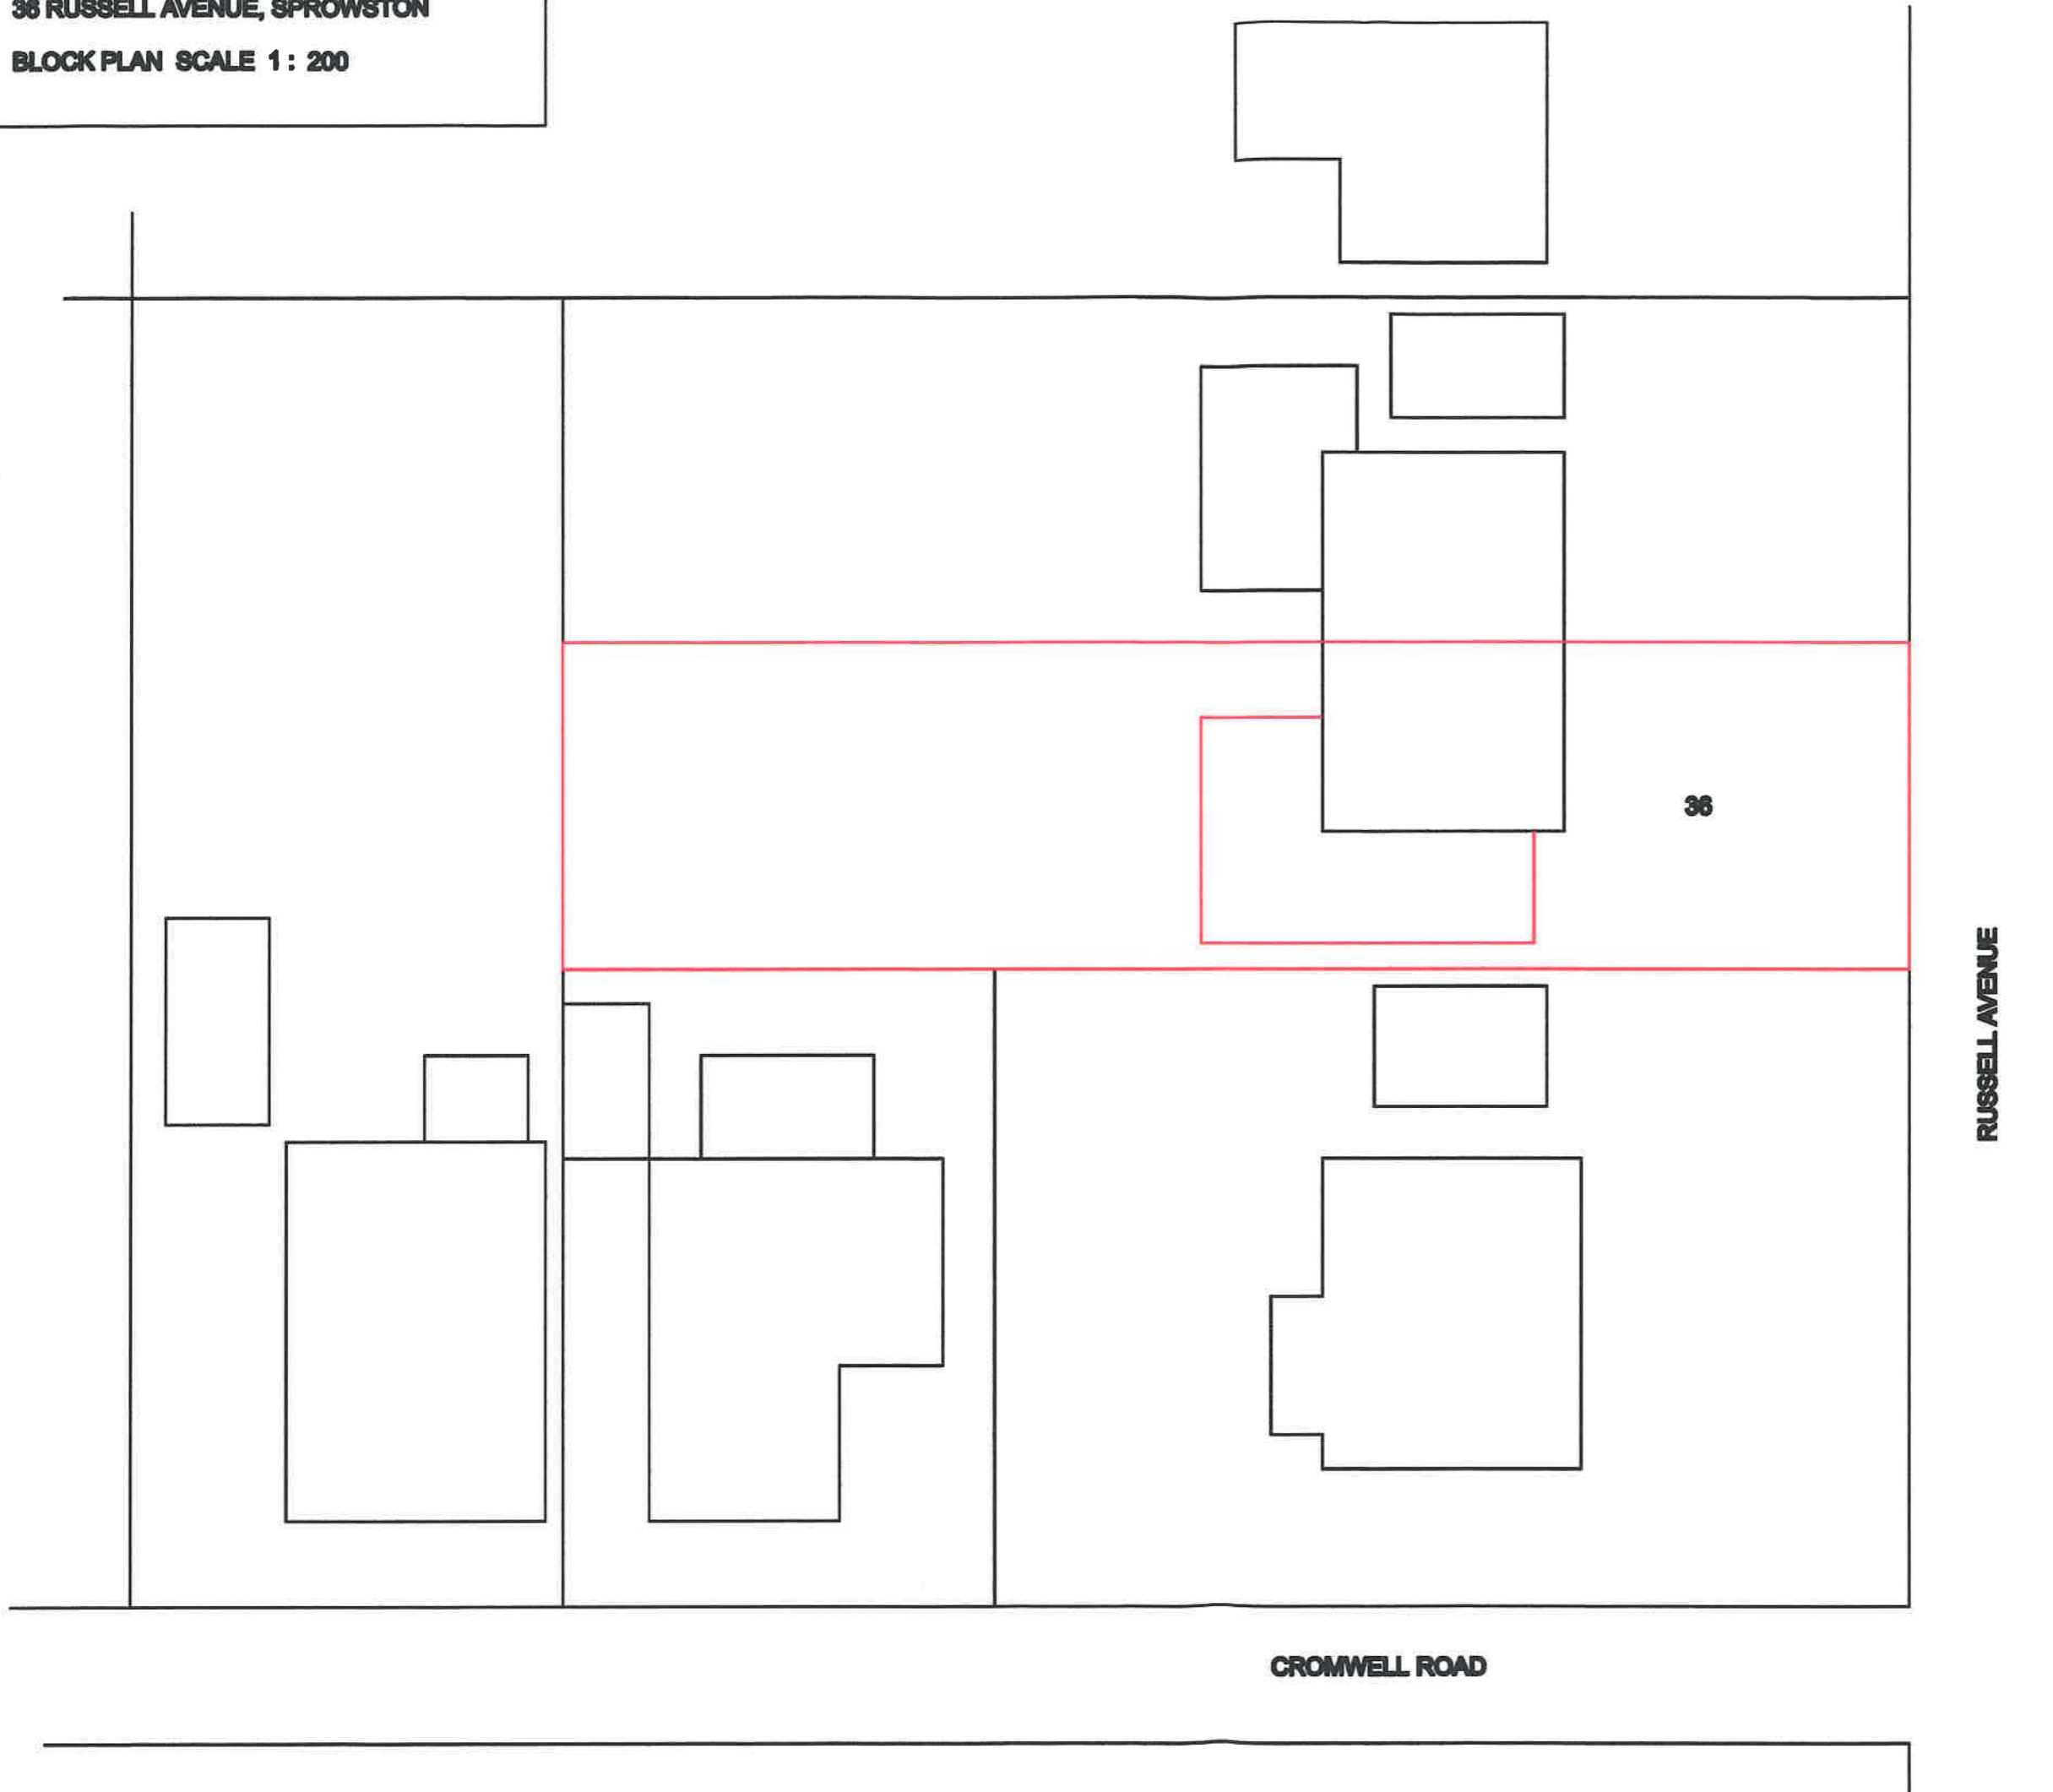 36 RUSSELL AVENUE, SPROWSTON
BLOCK PLAN SCALE 1 : 200
36
RUSSELL AVENUE
CROMWELL ROAD